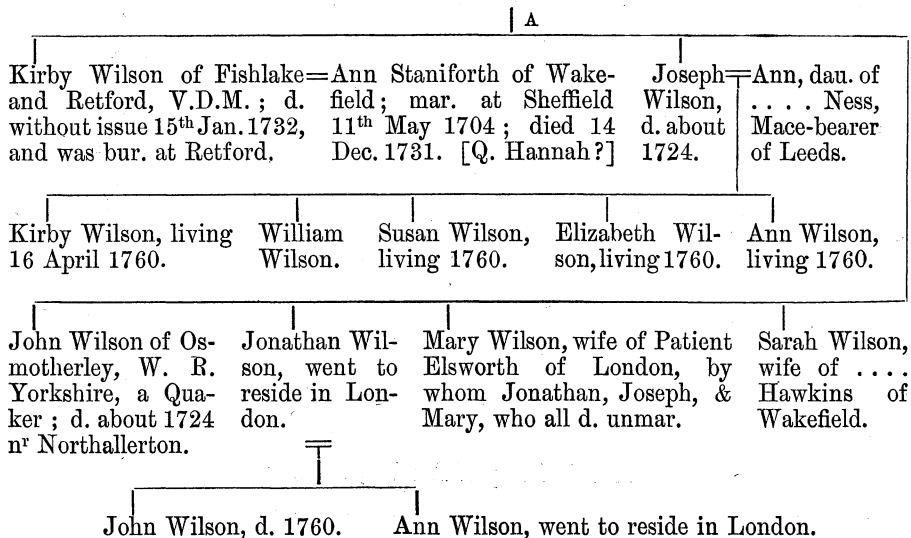 A
Kirby Wilson of Fishlake=Ann Staniforth of Wake-
and Retford, V.D.M. ; d. field ; mar. at Sheffield
without issue 15th Jan. 1732, 11th May 1704 ; died 14
and was bur. at Retford. Dec. 1731. [Q. Hannah?]
Joseph=Ann, dau. of
Wilson, . . . . Ness,
d. about Mace-bearer
1724. of Leeds.
Kirby Wilson, living
16 April 1760.
William
Wilson.
Susan Wilson,
living 1760.
Elizabeth Wil-
son, living 1760.
Ann Wilson,
living 1760.
John Wilson of Os-
motherley, W. R.
Yorkshire, a Qua-
ker ; d. about 1724
nr Northallerton.
Jonathan Wil-
son, went to
reside in Lon-
don.
=
Mary Wilson, wife of Patient
Elsworth of London, by
whom Jonathan, Joseph, &
Mary, who all d. unmar.
Sarah Wilson,
wife of . . . .
Hawkins of
Wakefield.
John Wilson, d. 1760.
Ann Wilson, went to reside in London.